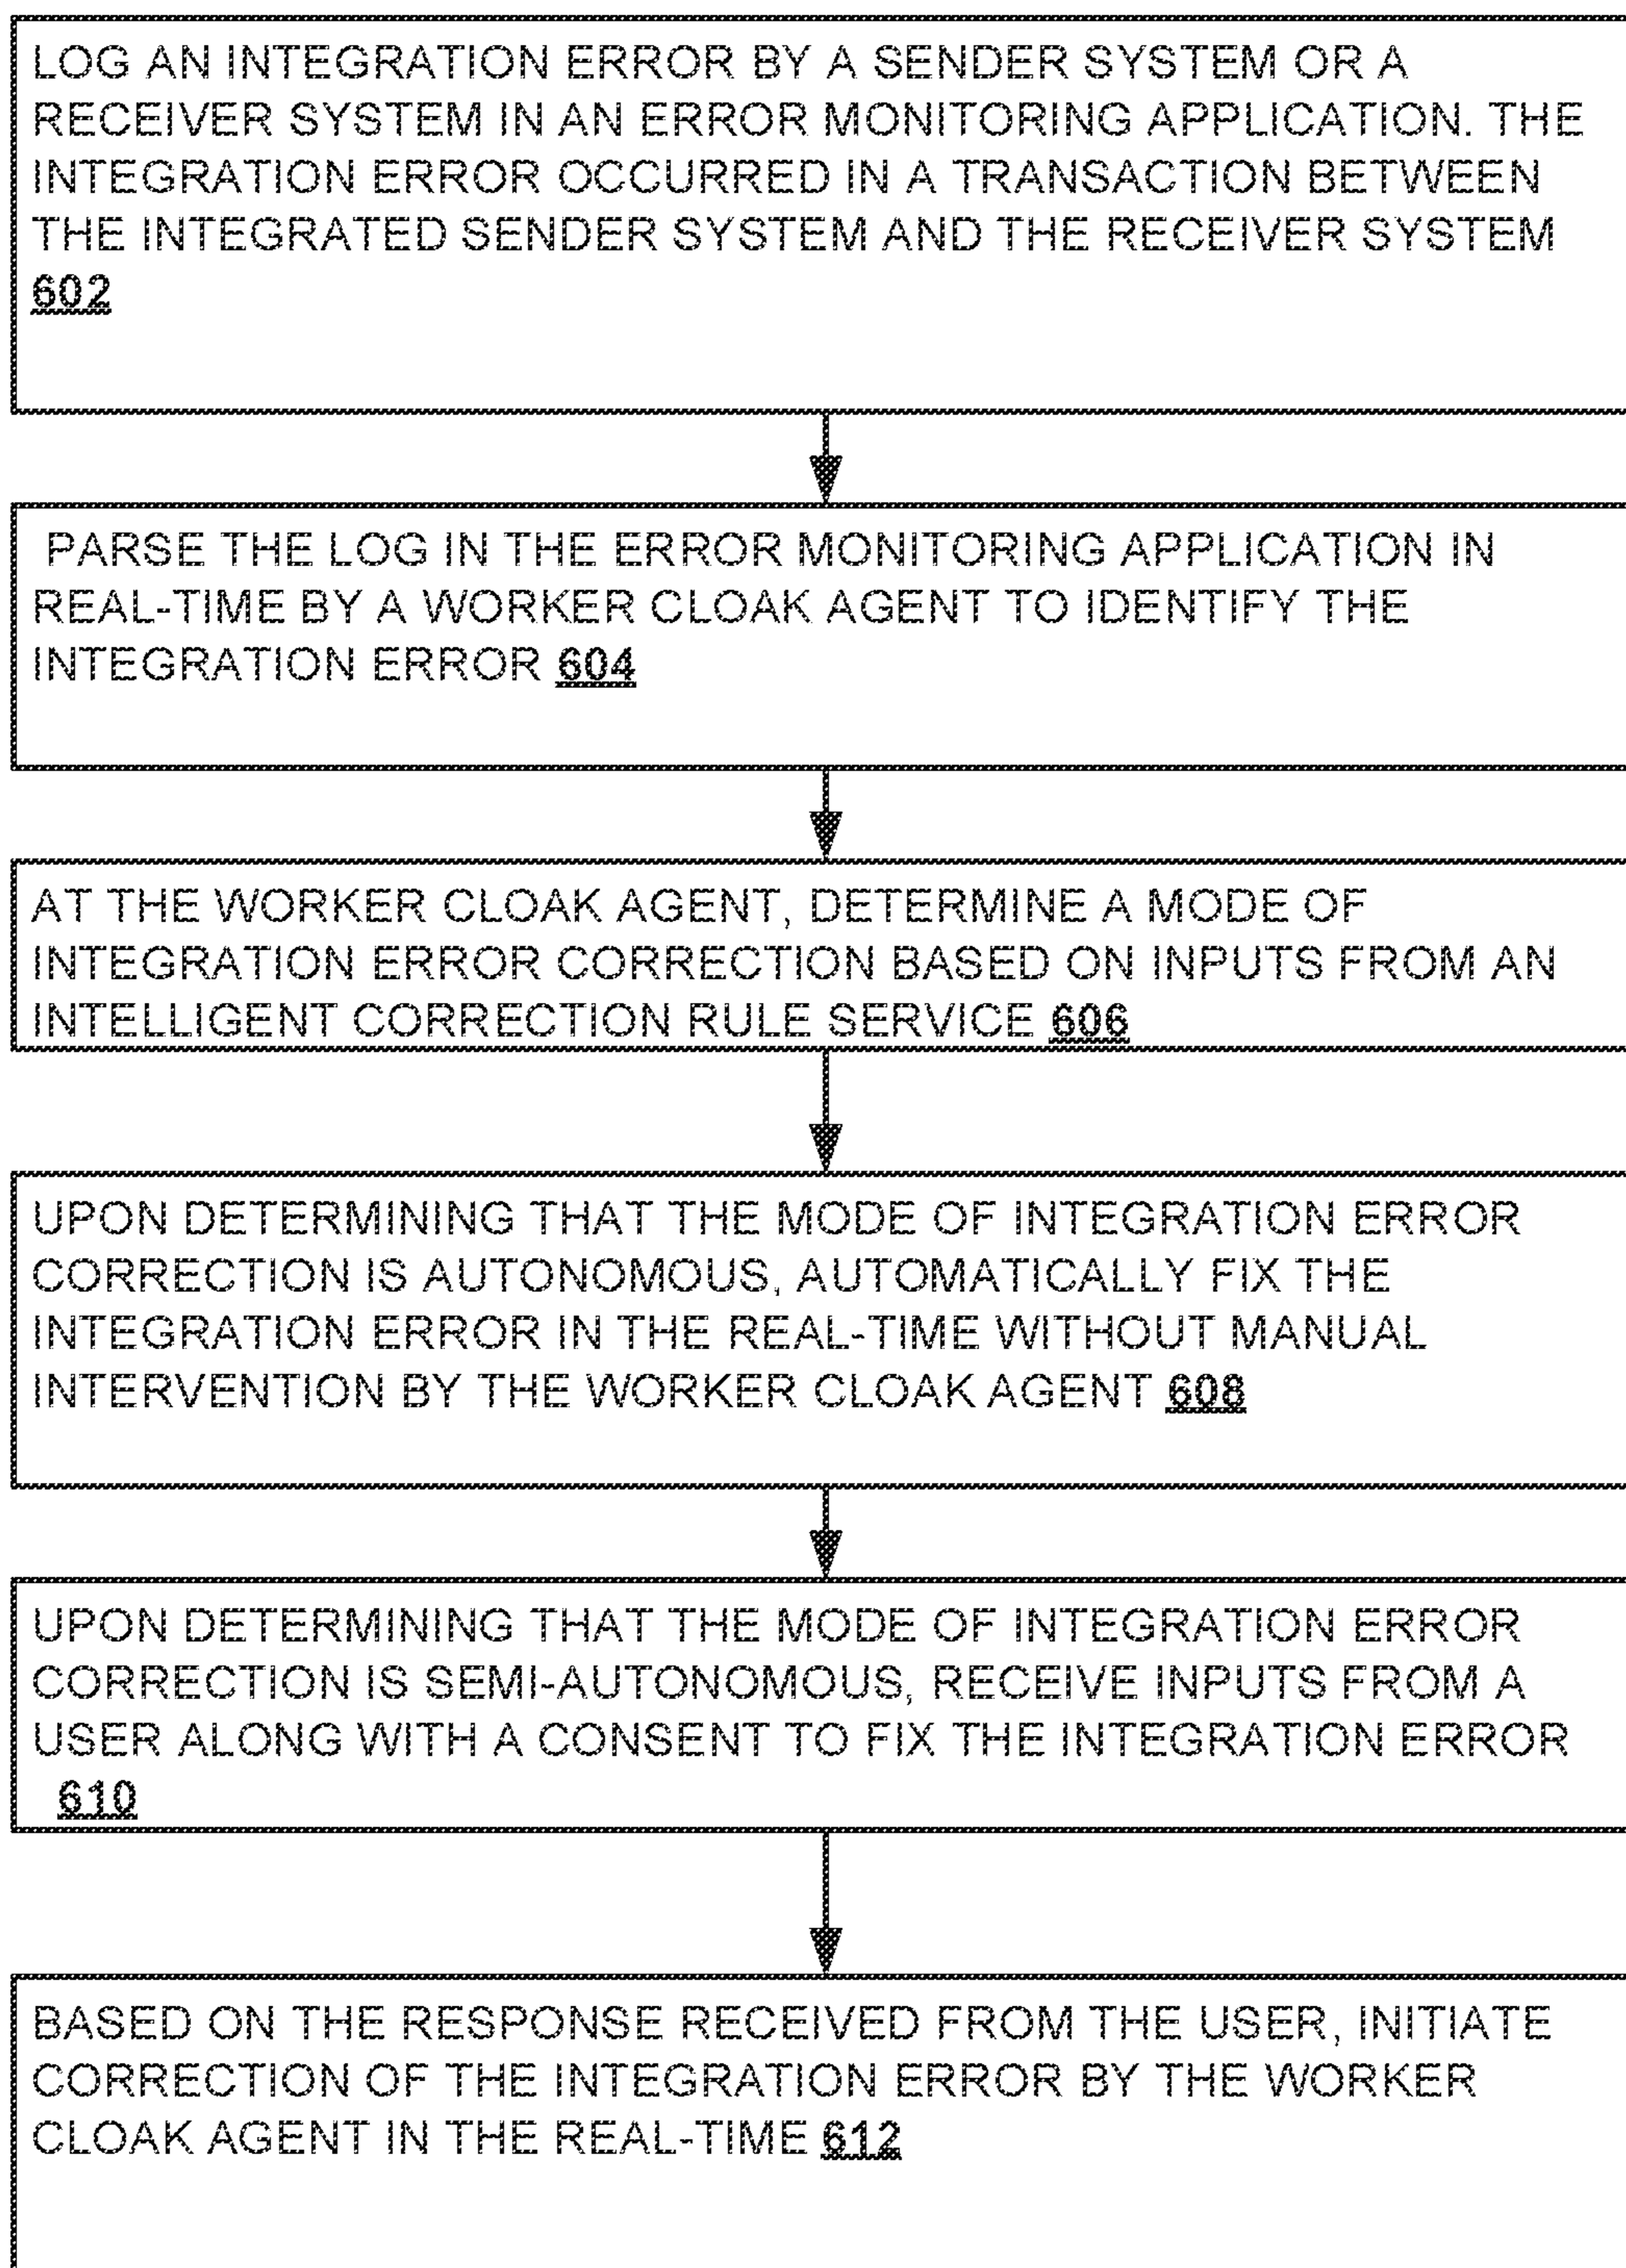 LOG AN INTEGRATION ERROR BY A SENDER SYSTEM OR A
RECEIVER SYSTEM IN AN ERROR MONITORING APPLICATION. THE
INTEGRATION ERROR OCCURRED IN A TRANSACTION BETWEEN
THE INTEGRATED SENDER SYSTEM AND THE RECEIVER SYSTEM
602
PARSE THE LOG IN THE ERROR MONITORING APPLICATION IN
REAL-TIME BY A WORKER CLOAK AGENT TO IDENTIFY THE
INTEGRATION ERROR 604
AT THE WORKER CLOAK AGENT, DETERMINE A MODE OF
INTEGRATION ERROR CORRECTION BASED ON INPUTS FROM AN
INTELLIGENT CORRECTION RULE SERVICE 606
UPON DETERMINING THAT THE MODE OF INTEGRATION ERROR
CORRECTION IS AUTONOMOUS, AUTOMATICALLY FIX THE
INTEGRATION ERROR IN THE REAL-TIME WITHOUT MANUAL
INTERVENTION BY THE WORKER CLOAK AGENT 608
UPON DETERMINING THAT THE MODE OF INTEGRATION ERROR
CORRECTION IS SEMI-AUTONOMOUS, RECEIVE INPUTS FROM A
USER ALONG WITH A CONSENT TO FIX THE INTEGRATION ERROR
610
BASED ON THE RESPONSE RECEIVED FROM THE USER, INITIATE
CORRECTION OF THE INTEGRATION ERROR BY THE WORKER
CLOAK AGENT IN THE REAL-TIME 612